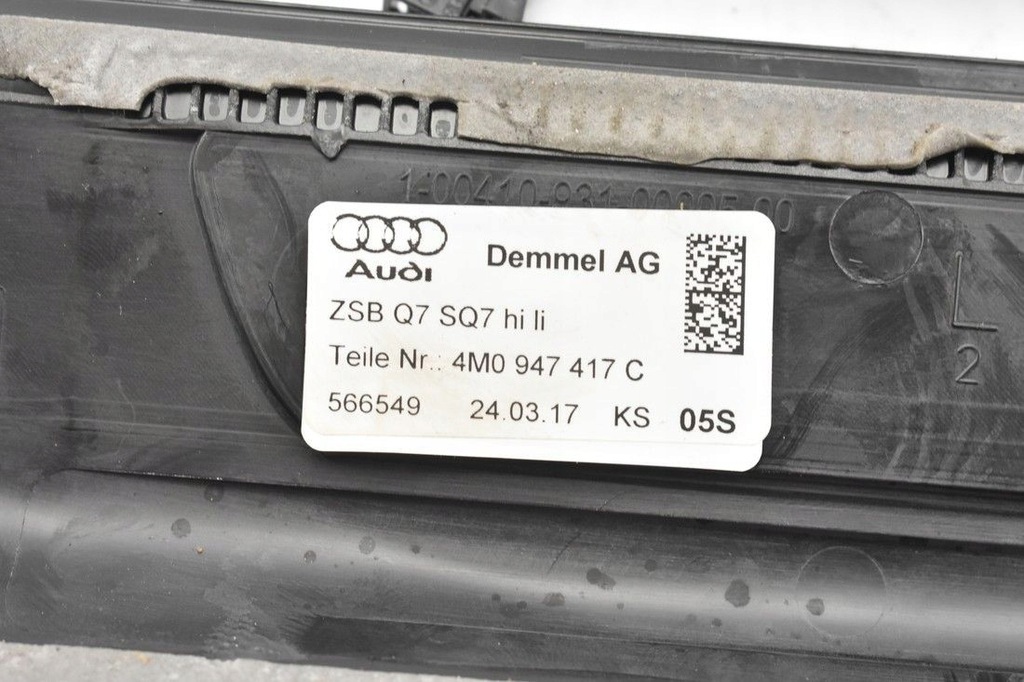 Audi
Demmel AG
ZSB Q7 SQ7 hi li
Teile Nr.: 4M0 947 417 C
566549 24.03.17 KS 05S
L
2